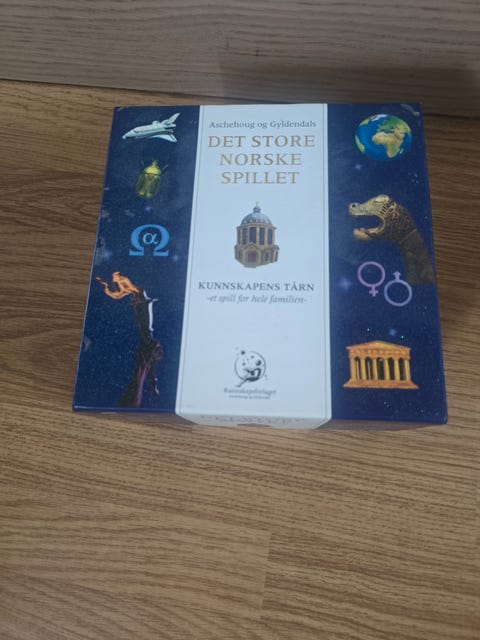 Aschehoug og Gyldendals
DET STORE
NORSKE
SPILLET
Ω
α
KUNNSKAPENS TÅRN
-et spill for hele familien-
Kunnskapsforlaget